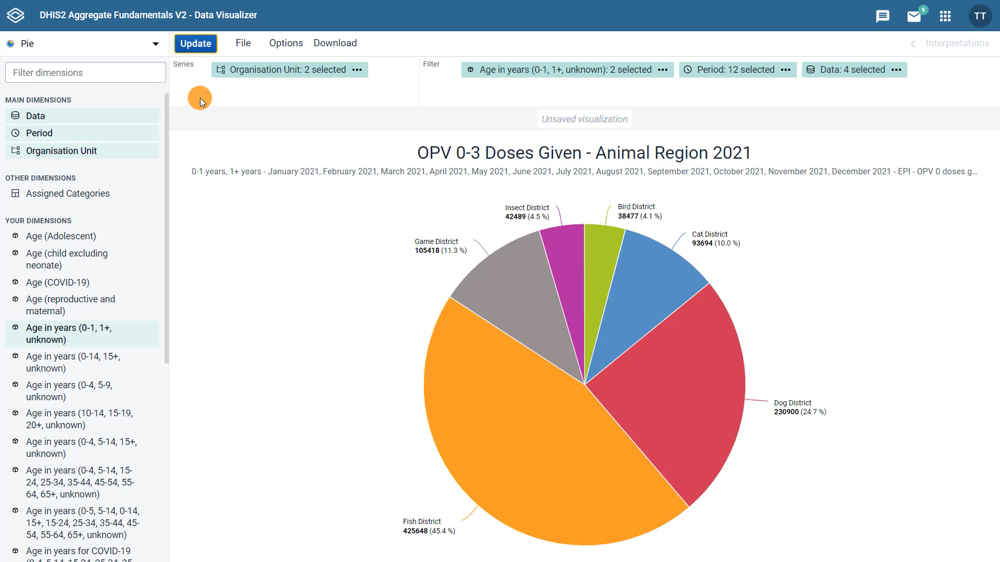 DHIS2 Aggregate Fundamentals V2 - Data Visualizer
9
TT
Pie
Update
File
Options
Download
Interpretations
Filter dimensions
Series
Organisation Unit: 2 selected
Filter
Age in years (0-1, 1+, unknown): 2 selected
Period: 12 selected
Data: 4 selected
MAIN DIMENSIONS
Data
Period
Organisation Unit
OTHER DIMENSIONS
Assigned Categories
YOUR DIMENSIONS
Age (Adolescent)
Age (child excluding
neonate)
Age (COVID-19)
Age (reproductive and
maternal)
Age in years (0-1, 1+,
unknown)
Age in years (0-14, 15+,
unknown)
Age in years (0-4, 5-9,
unknown)
Age in years (10-14, 15-19,
20+, unknown)
Age in years (0-4, 5-14, 15+,
unknown)
Age in years (0-4, 5-14, 15-
24, 25-34, 35-44, 45-54, 55-
64, 65+, unknown)
Age in years (0-5, 5-14, 0-14,
15+, 15-24, 25-34, 35-44, 45-
54, 55-64, 65+, unknown)
Age in years for COVID-19
Unsaved visualization
OPV 0-3 Doses Given - Animal Region 2021
0-1 years, 1+ years - January 2021, February 2021, March 2021, April 2021, May 2021, June 2021, July 2021, August 2021, September 2021, October 2021, November 2021, December 2021 - EPI - OPV 0 doses g...
Insect District
42489 (4.5 %)
Bird District
38477 (4.1 %)
Cat District
93694 (10.0 %)
Game District
105418 (11.3 %)
Dog District
230900 (24.7 %)
Fish District
425648 (45.4 %)